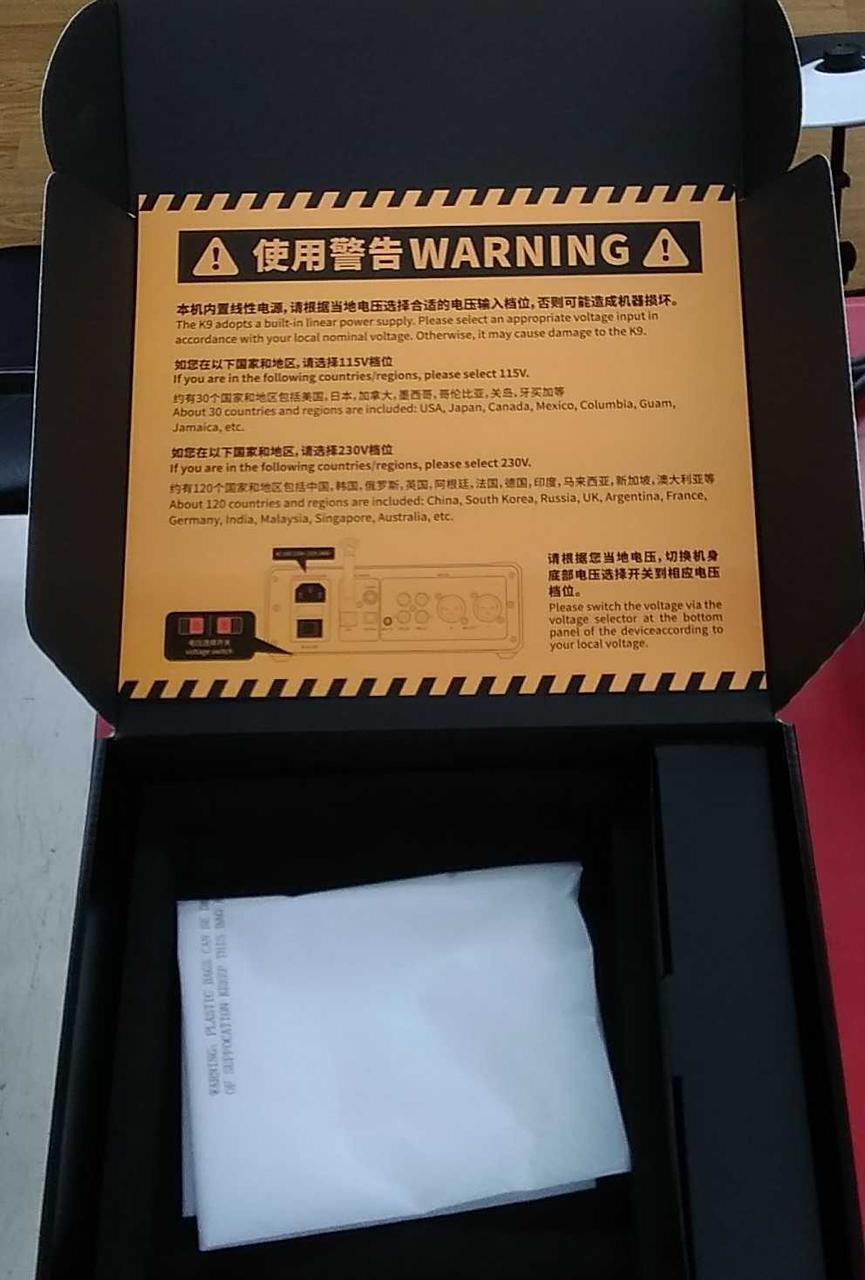 使用警告WARNING
本机内置线性电源,请根据当地电压选择合适的电压输入档位,否则可能造成机器损坏。
The K9 adopts a built-in linear power supply. Please select an appropriate voltage input in
accordance with your local nominal voltage. Otherwise, it may cause damage to the K9.
如您在以下国家和地区,请选择115V档位
If you are in the following countries/regions, please select 115V.
约有30个国家和地区包括美国,日本,加拿大,墨西哥,哥伦比亚,关岛,牙买加等
About 30 countries and regions are included: USA, Japan, Canada, Mexico, Columbia, Guam,
Jamaica, etc.
如您在以下国家和地区,请选择230V档位
If you are in the following countries/regions, please select 230V.
约有120个国家和地区包括中国,韩国,俄罗斯,英国,阿根廷,法国,德国,印度,马来西亚,新加坡,澳大利亚等
About 120 countries and regions are included: China, South Korea, Russia, UK, Argentina, France,
Germany, India, Malaysia, Singapore, Australia, etc.
请根据您当地电压,切换机身
底部电压选择开关到相应电压
档位。
Please switch the voltage via the
voltage selector at the bottom
panel of the deviceaccording to
your local voltage.
电压选择开关
voltage switch
WARNING: PLASTIC BAGS CAN BE
OF SUFFOCATION KEEP THIS BAG